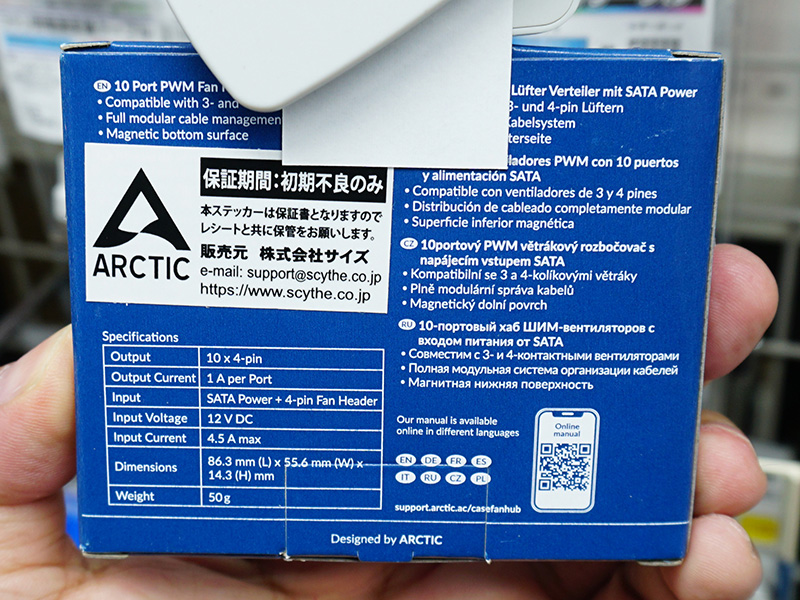 EN 10 Port PWM Fan
• Compatible with 3- and
• Full modular cable management
• Magnetic bottom surface
Lüfter Verteiler mit SATA Power
3- und 4-pin Lüftern
Kabelsystem
terseite
ladores PWM con 10 puertos
y alimentación SATA
• Compatible con ventiladores de 3 y 4 pines
• Distribución de cableado completamente modular
• Superficie inferior magnética
CZ 10portový PWM větrákový rozbočovač s
napájecím vstupem SATA
• Kompatibilní se 3 a 4-kolíkovými větráky
• Plně modulární správa kabelů
• Magnetický dolní povrch
RU 10-портовый хаб ШИМ-вентиляторов с
входом питания от SATA
• Совместим с 3- и 4-контактными вентиляторами
• Полная модульная система организации кабелей
• Магнитная нижняя поверхность
ARCTIC
保証期間:初期不良のみ
本ステッカーは保証書となりますので
レシートと共に保管をお願いします。
販売元 株式会社サイズ
e-mail: support@scythe.co.jp
https://www.scythe.co.jp
Specifications
Output 10 x 4-pin
Output Current 1 A per Port
Input SATA Power + 4-pin Fan Header
Input Voltage 12 V DC
Input Current 4.5 A max
Dimensions 86.3 mm (L) x 55.6 mm (W) x
14.3 (H) mm
Weight 50 g
Our manual is available
online in different languages
EN DE FR ES
IT RU CZ PL
support.arctic.ac/casefanhub
Online
manual
Designed by ARCTIC